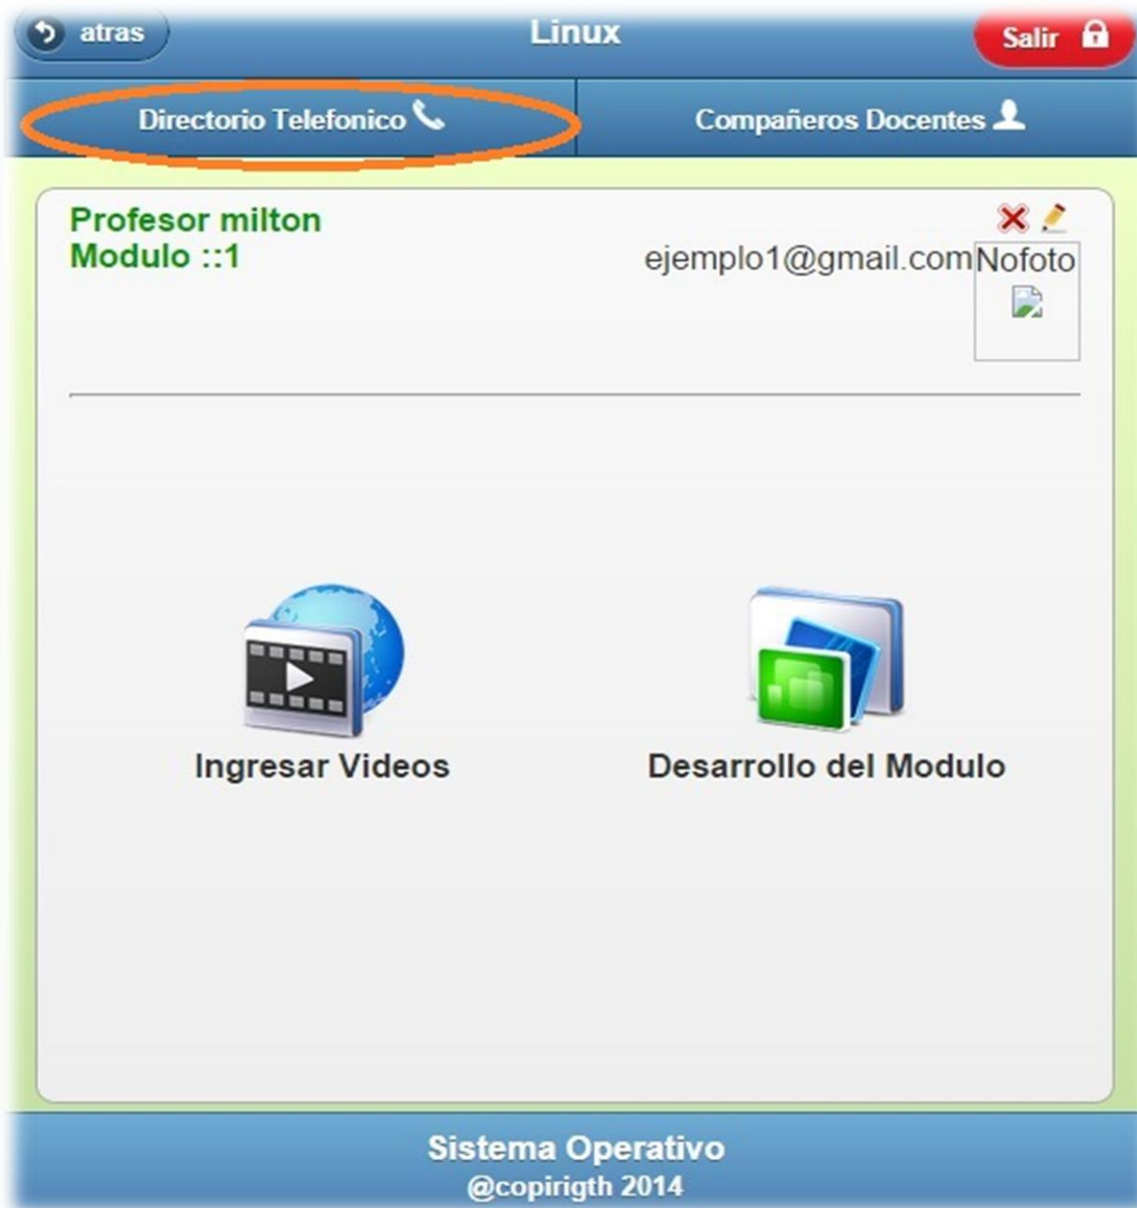 atras
Linux
Salir
Directorio Telefonico
Compañeros Docentes
Profesor milton
Modulo ::1
ejemplo1@gmail.com
Nofoto
Ingresar Videos
Desarrollo del Modulo
Sistema Operativo
@copirigth 2014